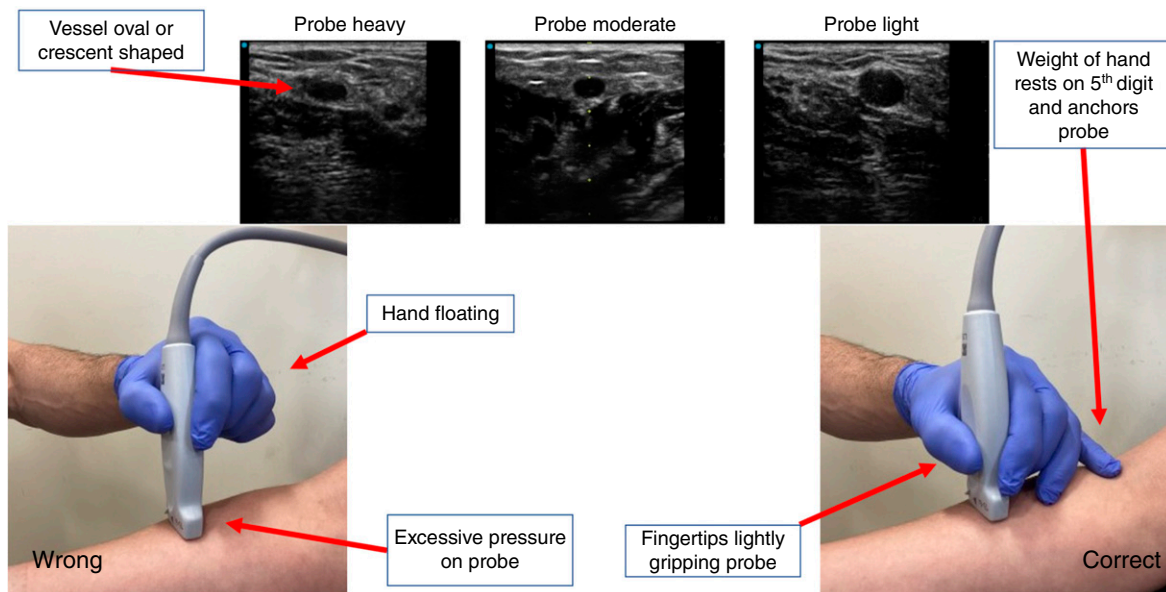 Probe heavy
Probe moderate
Probe light
Vessel oval or
crescent shaped
Weight of hand
rests on 5th digit
and anchors
probe
Hand floating
Excessive pressure
on probe
Wrong
Fingertips lightly
gripping probe
Correct